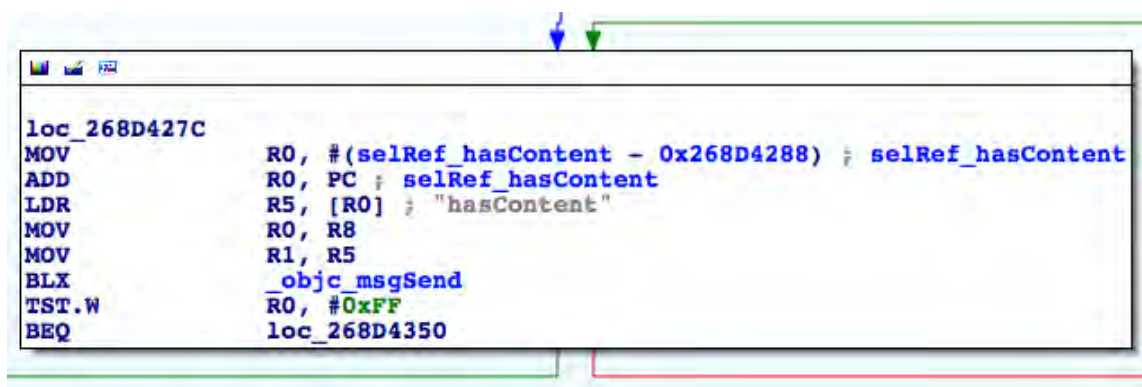 loc_268D427C
MOV R0, #(selRef_hasContent - 0x268D4288) ; selRef_hasContent
ADD R0, PC ; selRef_hasContent
LDR R5, [R0] ; "hasContent"
MOV R0, R8
MOV R1, R5
BLX _objc_msgSend
TST.W R0, #0xFF
BEQ loc_268D4350